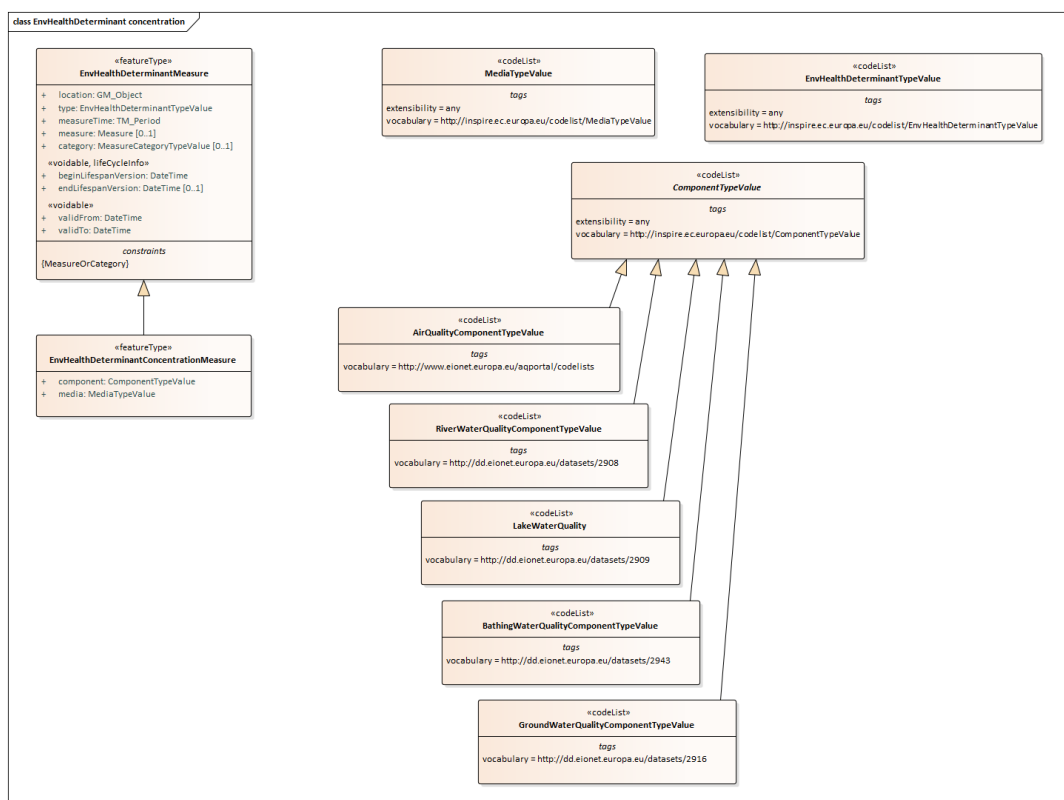 class EnvHealthDeterminant concentration
«featureType»
EnvHealthDeterminantMeasure
+ location: GM_Object
+ type: EnvHealthDeterminantTypeValue
+ measureTime: TM_Period
+ measure: Measure [0..1]
+ category: MeasureCategoryTypeValue [0..1]
«voidable, lifeCycleInfo»
+ beginLifespanVersion: DateTime
+ endLifespanVersion: DateTime [0..1]
«voidable»
+ validFrom: DateTime
+ validTo: DateTime
constraints
{MeasureOrCategory}
«featureType»
EnvHealthDeterminantConcentrationMeasure
+ component: ComponentTypeValue
+ media: MediaTypeValue
«codeList»
MediaTypeValue
tags
extensibility = any
vocabulary = http://inspire.ec.europa.eu/codelist/MediaTypeValue
«codeList»
EnvHealthDeterminantTypeValue
tags
extensibility = any
vocabulary = http://inspire.ec.europa.eu/codelist/EnvHealthDeterminantTypeValue
«codeList»
ComponentTypeValue
tags
extensibility = any
vocabulary = http://inspire.ec.europa.eu/codelist/ComponentTypeValue
«codeList»
AirQualityComponentTypeValue
tags
vocabulary = http://www.eionet.europa.eu/aqportal/codelists
«codeList»
RiverWaterQualityComponentTypeValue
tags
vocabulary = http://dd.eionet.europa.eu/datasets/2908
«codeList»
LakeWaterQuality
tags
vocabulary = http://dd.eionet.europa.eu/datasets/2909
«codeList»
BathingWaterQualityComponentTypeValue
tags
vocabulary = http://dd.eionet.europa.eu/datasets/2943
«codeList»
GroundWaterQualityComponentTypeValue
tags
vocabulary = http://dd.eionet.europa.eu/datasets/2916